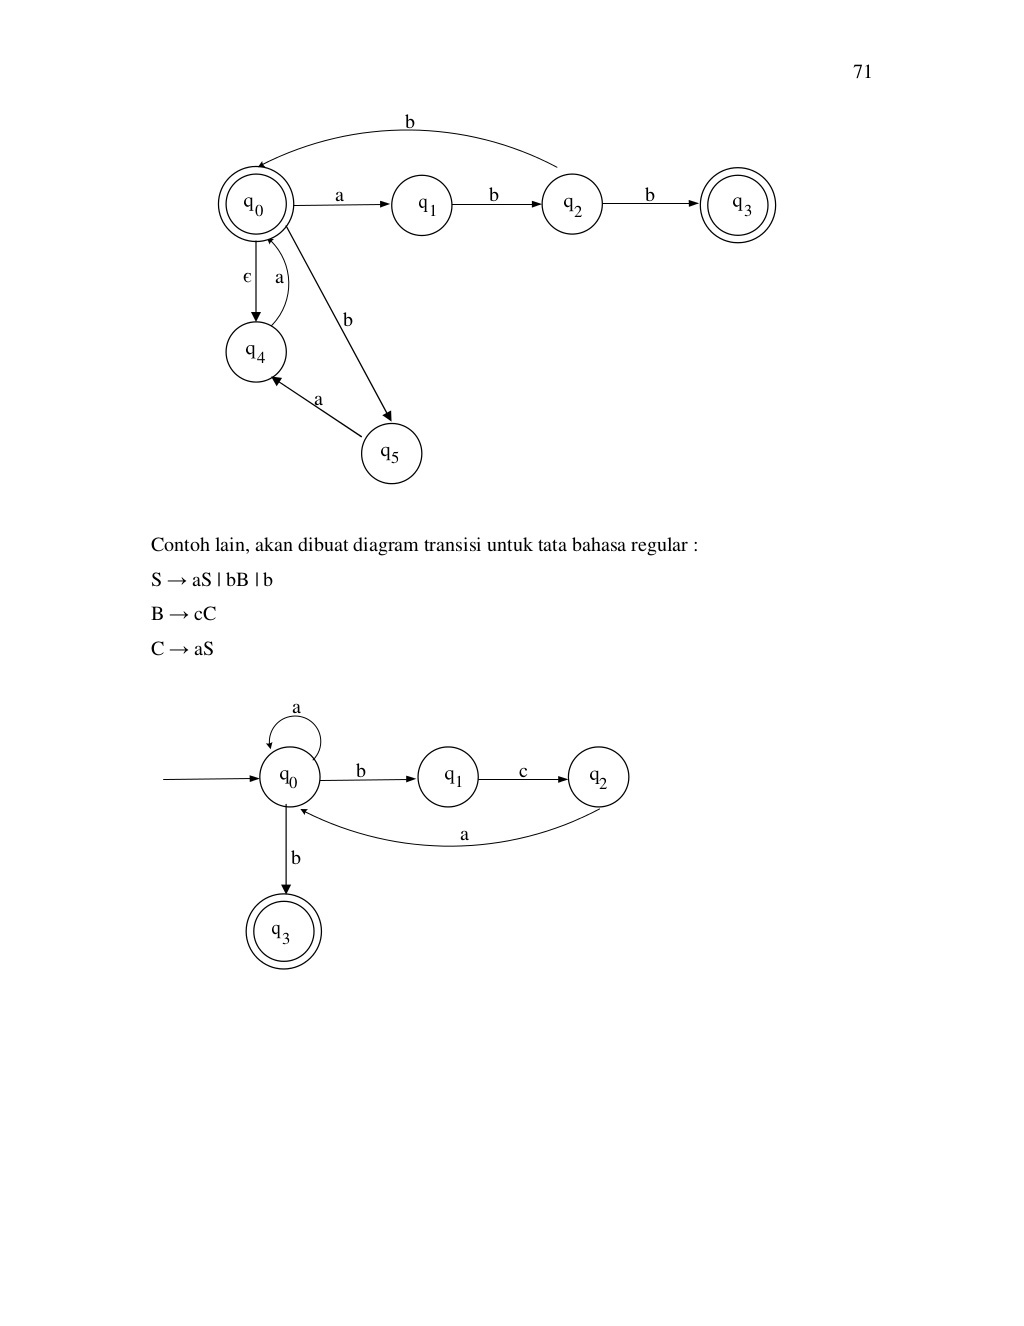 71
b
q0 a q1 b q2 b q3
ϵ a
b
q4
a
q5
Contoh lain, akan dibuat diagram transisi untuk tata bahasa regular :
S → aS | bB | b
B → cC
C → aS
a
q0 b q1 c q2
a
b
q3